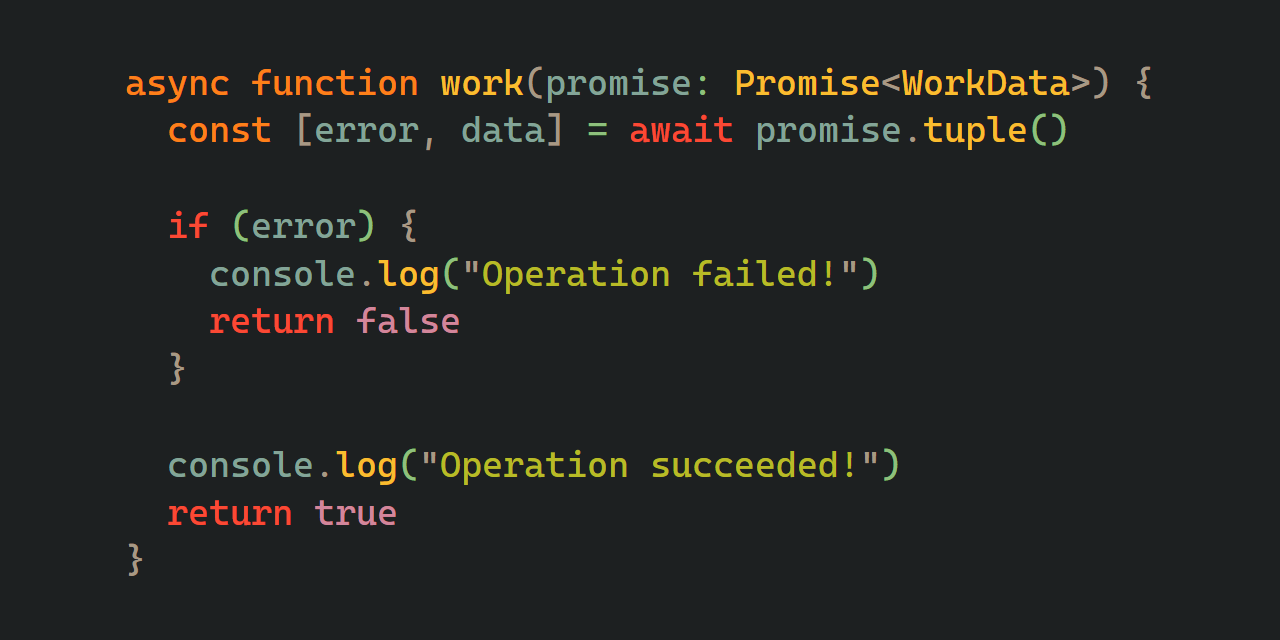 async function work(promise: Promise<WorkData>) {
  const [error, data] = await promise.tuple()

  if (error) {
    console.log("Operation failed!")
    return false
  }

  console.log("Operation succeeded!")
  return true
}